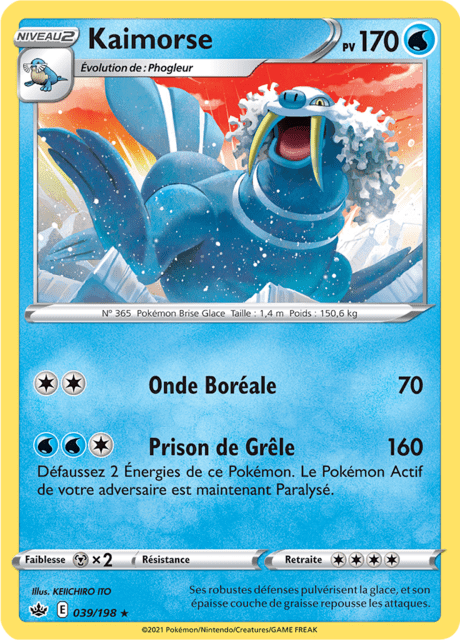 NIVEAU2
Kaimorse
PV 170
Évolution de : Phogleur
N° 365 Pokémon Brise Glace Taille : 1,4 m Poids : 150,6 kg
Onde Boréale 70
Prison de Grêle 160
Défaussez 2 Énergies de ce Pokémon. Le Pokémon Actif
de votre adversaire est maintenant Paralysé.
Faiblesse ×2 Résistance Retraite
Illus. KEIICHIRO ITO
Ses robustes défenses pulvérisent la glace, et son
épaisse couche de graisse repousse les attaques.
E 039/198 ★
©2021 Pokémon/Nintendo/Creatures/GAME FREAK